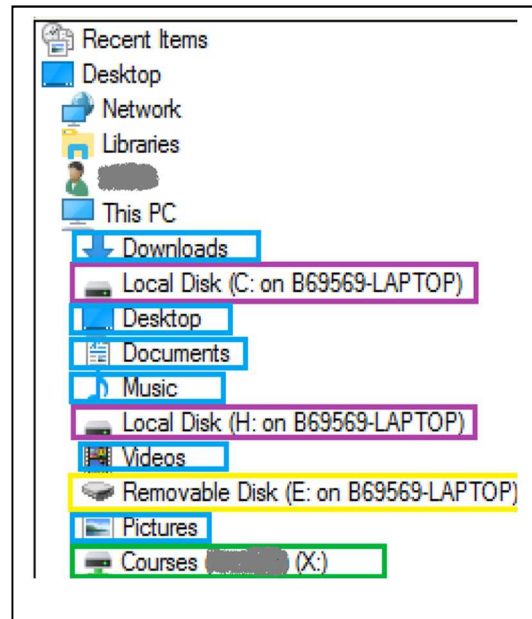 Recent Items
Desktop
Network
Libraries
This PC
Downloads
Local Disk (C: on B69569-LAPTOP)
Desktop
Documents
Music
Local Disk (H: on B69569-LAPTOP)
Videos
Removable Disk (E: on B69569-LAPTOP)
Pictures
Courses (X:)